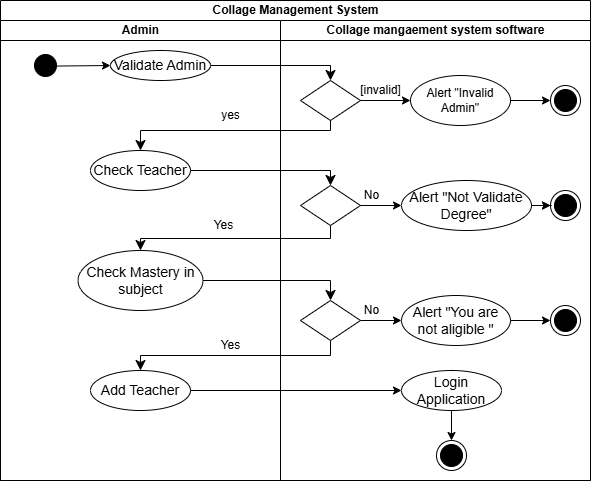 Collage Management System
Admin
Collage mangaement system software
Validate Admin
[invalid]
Alert "Invalid
Admin"
yes
Check Teacher
No
Alert "Not Validate
Degree"
Yes
Check Mastery in
subject
No
Alert "You are
not aligible "
Yes
Add Teacher
Login
Application